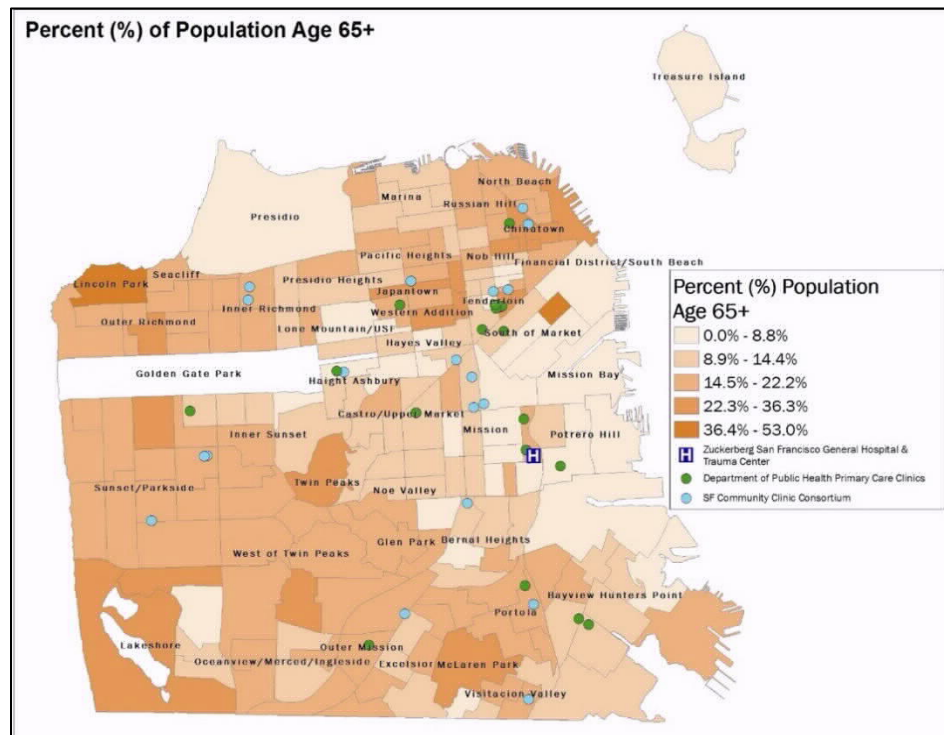 Percent (%) of Population Age 65+
Treasure Island
North Beach
Marina
Russian Hill
Presidio
Chinatown
Pacific Heights
Nob Hill
Financial District/South Beach
Seacliff
Lincoln Park
Presidio Heights
Japantown
Inner Richmond
Tenderloin
Outer Richmond
Western Addition
Lone Mountain/USF
South of Market
Hayes Valley
Golden Gate Park
Haight Ashbury
Mission Bay
Castro/Upper Market
Inner Sunset
Mission
Potrero Hill
Twin Peaks
Sunset/Parkside
Noe Valley
Glen Park
Bernal Heights
West of Twin Peaks
Bayview Hunters Point
Portola
Lakeshore
Outer Mission
Oceanview/Merced/Ingleside
Excelsior
McLaren Park
Visitacion Valley
Percent (%) Population
Age 65+
0.0% - 8.8%
8.9% - 14.4%
14.5% - 22.2%
22.3% - 36.3%
36.4% - 53.0%
H
Zuckerberg San Francisco General Hospital &
Trauma Center
Department of Public Health Primary Care Clinics
SF Community Clinic Consortium
H